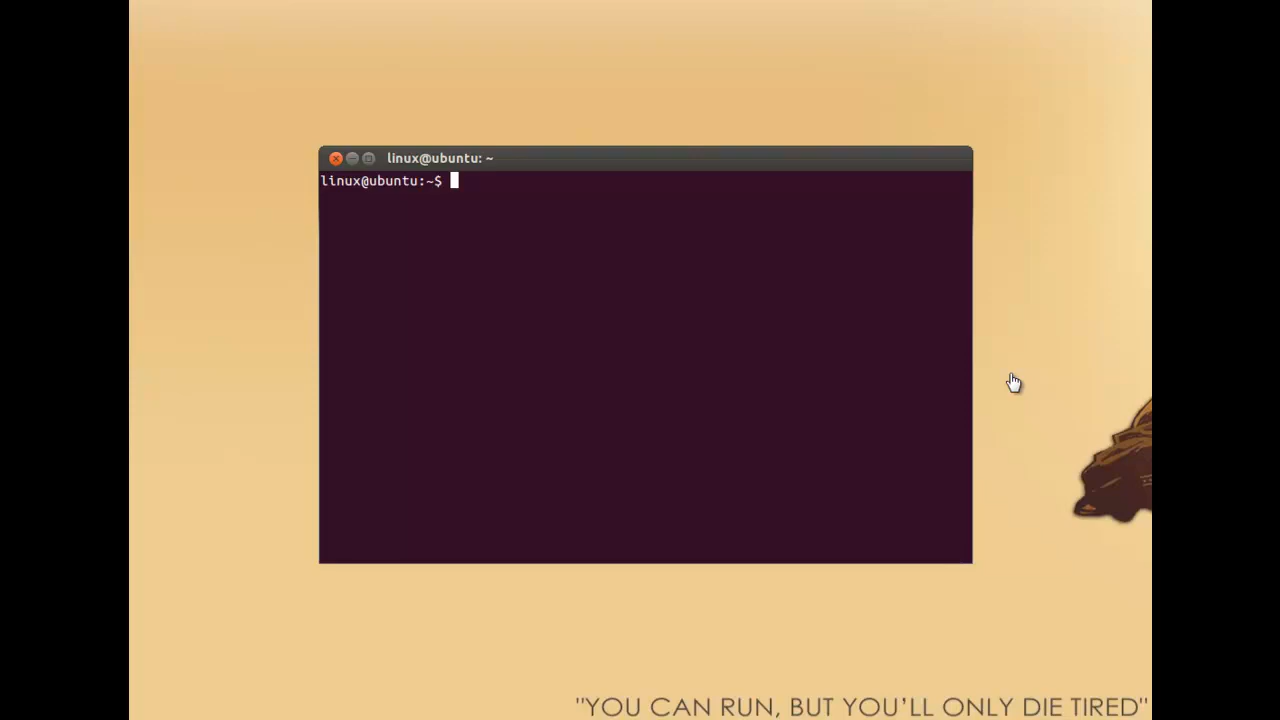 linux@ubuntu: ~
linux@ubuntu:~$
"YOU CAN RUN, BUT YOU’LL ONLY DIE TIRED"